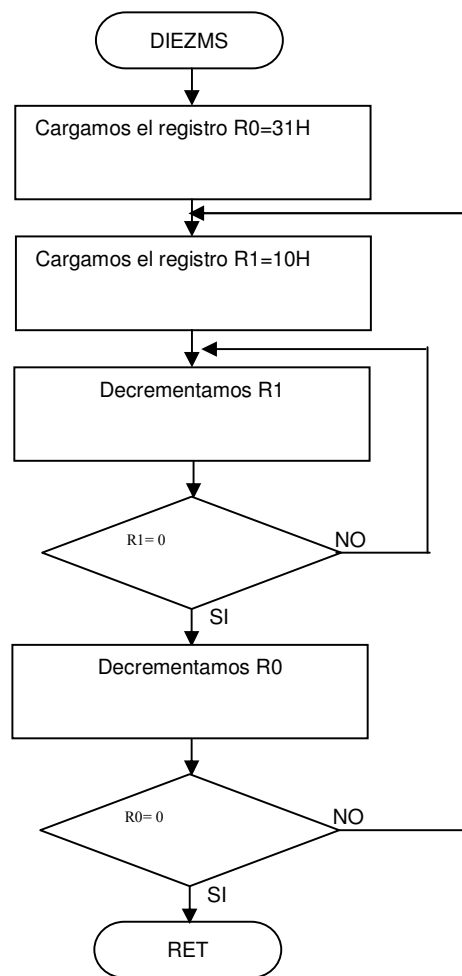 DIEZMS
Cargamos el registro R0=31H
Cargamos el registro R1=10H
Decrementamos R1
R1= 0
NO
SI
Decrementamos R0
R0= 0
NO
SI
RET